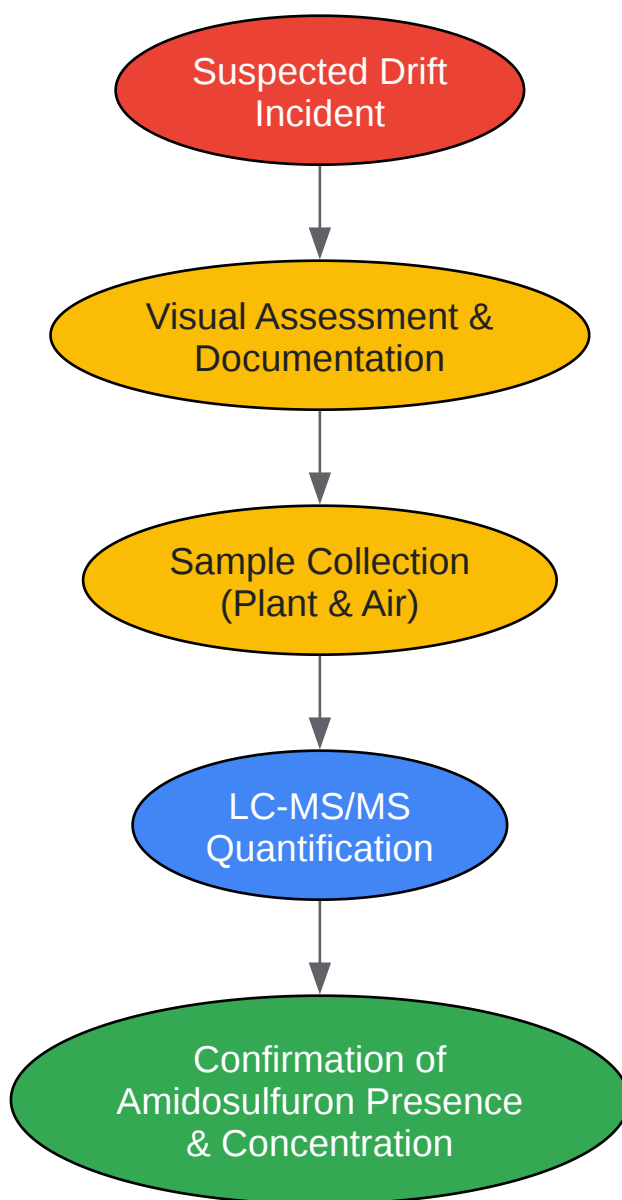 Suspected Drift
Incident
Visual Assessment &
Documentation
Sample Collection
(Plant & Air)
LC-MS/MS
Quantification
Confirmation of
Amidosulfuron Presence
& Concentration